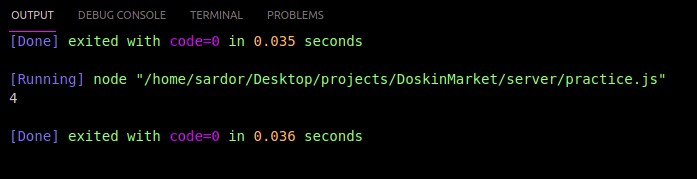 OUTPUT DEBUG CONSOLE TERMINAL PROBLEMS
[Done] exited with code=0 in 0.035 seconds
[Running] node "/home/sardor/Desktop/projects/DoskinMarket/server/practice.js"
4
[Done] exited with code=0 in 0.036 seconds